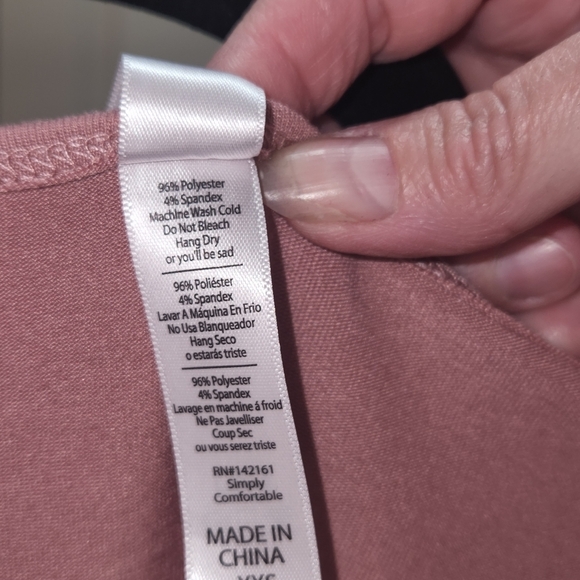 96% Polyester
4% Spandex
Machine Wash Cold
Do Not Bleach
Hang Dry
or you'll be sad
96% Poliéster
4% Spandex
Lavar A Máquina En Frio
No Usa Blanqueador
Hang Seco
o estarás triste
96% Polyester
4% Spandex
Lavage en machine á froid
Ne Pas Javelliser
Coup Sec
ou vous serez triste
RN#142161
Simply
Comfortable
MADE IN
CHINA